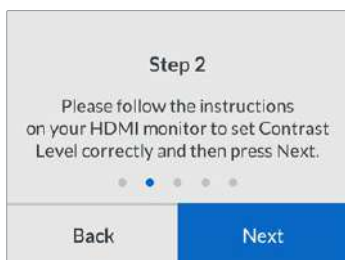 Step 2
Please follow the instructions
on your HDMI monitor to set Contrast
Level correctly and then press Next.
Back
Next